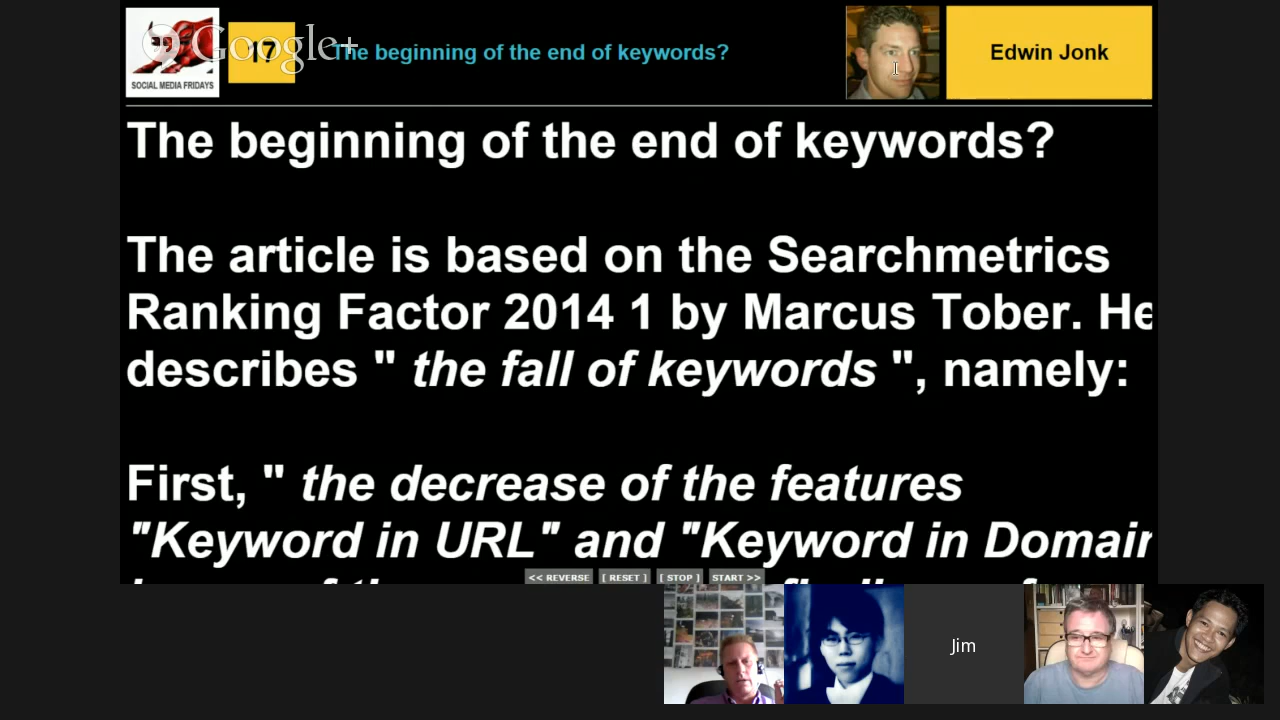 Google+
SOCIAL MEDIA FRIDAYS
17
The beginning of the end of keywords?
Edwin Jonk
The beginning of the end of keywords?
The article is based on the Searchmetrics
Ranking Factor 2014 1 by Marcus Tober. He
describes " the fall of keywords ", namely:
First, " the decrease of the features
"Keyword in URL" and "Keyword in Domain
<< REVERSE
[ RESET ]
[ STOP ]
START >>
Jim